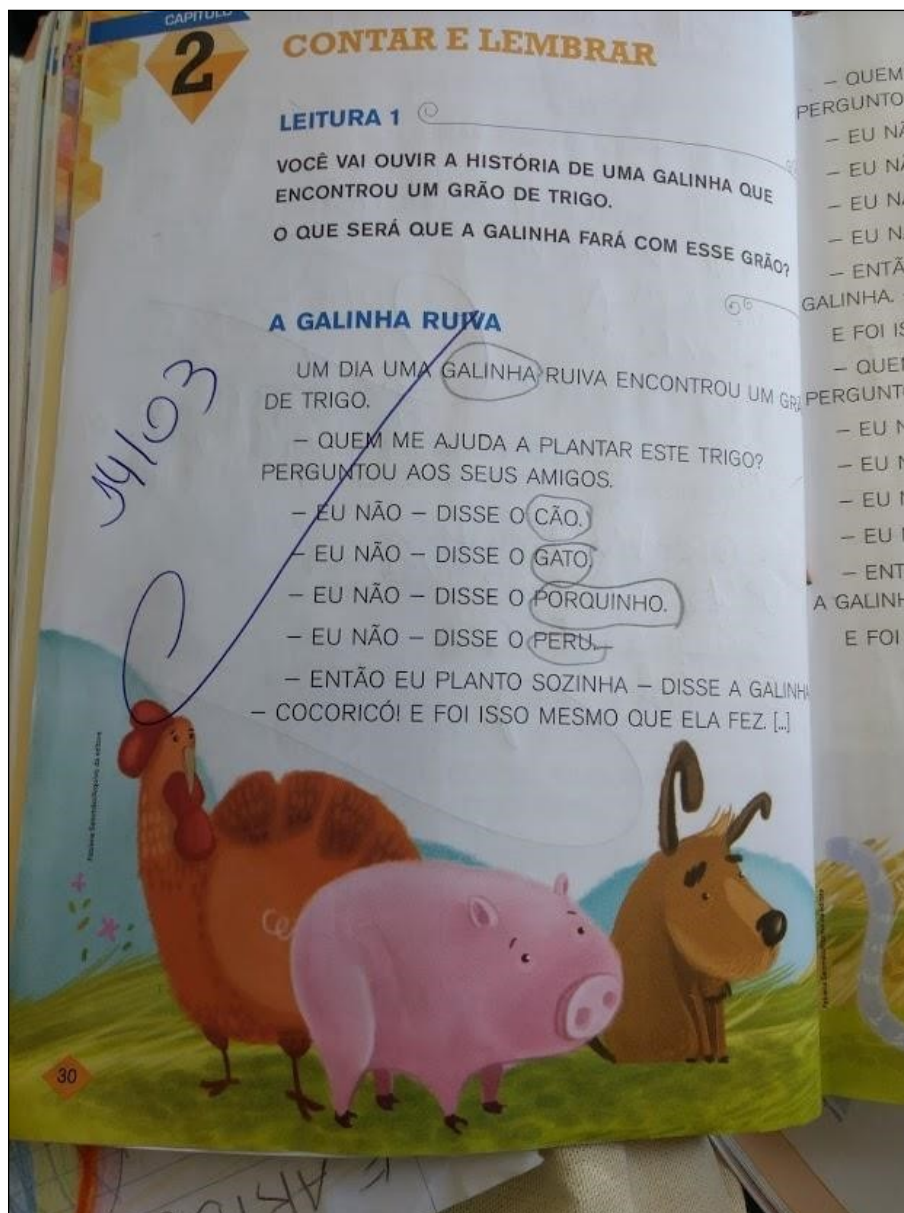 CAPÍTULO
2
CONTAR E LEMBRAR
LEITURA 1
VOCÊ VAI OUVIR A HISTÓRIA DE UMA GALINHA QUE
ENCONTROU UM GRÃO DE TRIGO.
O QUE SERÁ QUE A GALINHA FARÁ COM ESSE GRÃO?
A GALINHA RUIVA
14/03
UM DIA UMA GALINHA RUIVA ENCONTROU UM
DE TRIGO.
– QUEM ME AJUDA A PLANTAR ESTE TRIGO?
PERGUNTOU AOS SEUS AMIGOS.
– EU NÃO – DISSE O CÃO.
– EU NÃO – DISSE O GATO.
– EU NÃO – DISSE O PORQUINHO.
– EU NÃO – DISSE O PERU.
– ENTÃO EU PLANTO SOZINHA – DISSE A
– COCORICÓ! E FOI ISSO MESMO QUE ELA FEZ. [...]
30
– QUEM
– EU
– EU
– EU
– EU
GALINHA.
E FOI
– EU
– EU
– EU
– EU
E FOI